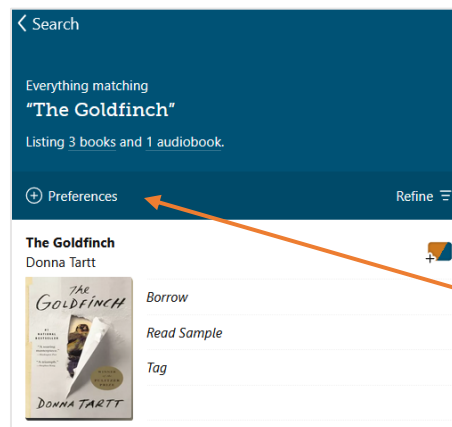 Search
Everything matching
“The Goldfinch”
Listing 3 books and 1 audiobook.
Preferences
Refine
The Goldfinch
Donna Tartt
The
GOLDFINCH
DONNA TARTT
Borrow
Read Sample
Tag